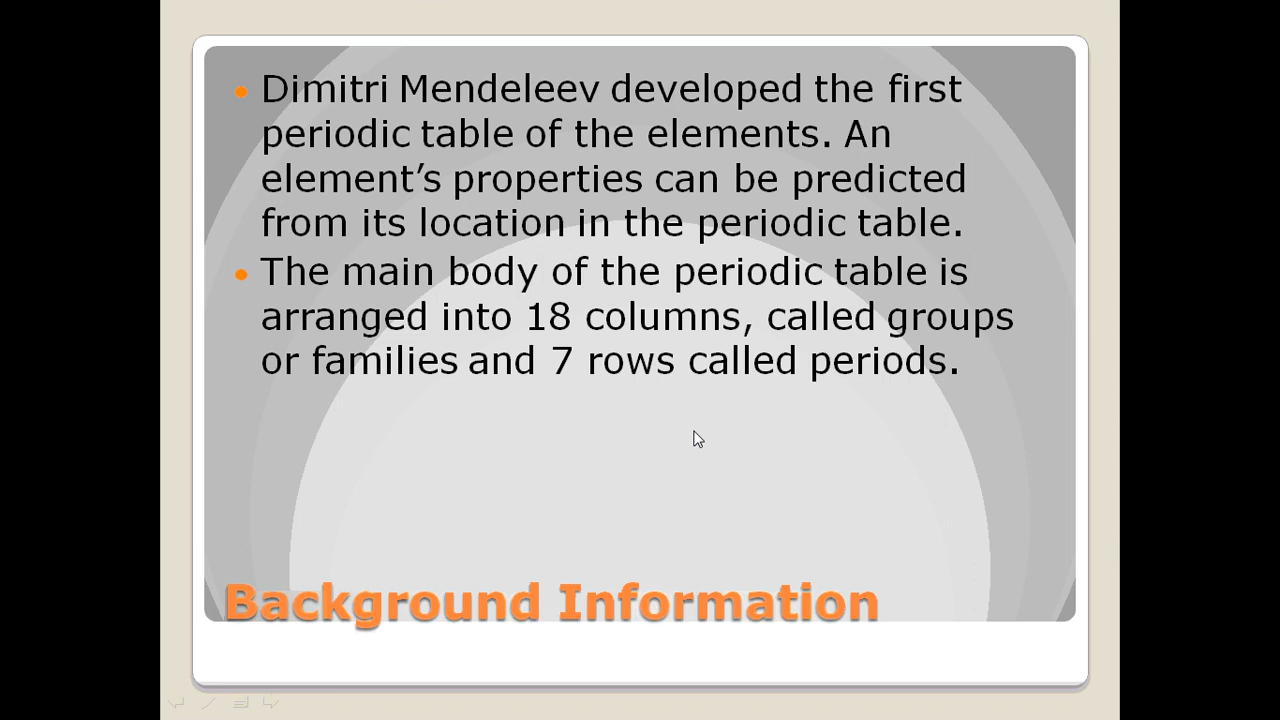 Dimitri Mendeleev developed the first
periodic table of the elements. An
element’s properties can be predicted
from its location in the periodic table.
The main body of the periodic table is
arranged into 18 columns, called groups
or families and 7 rows called periods.
Background Information